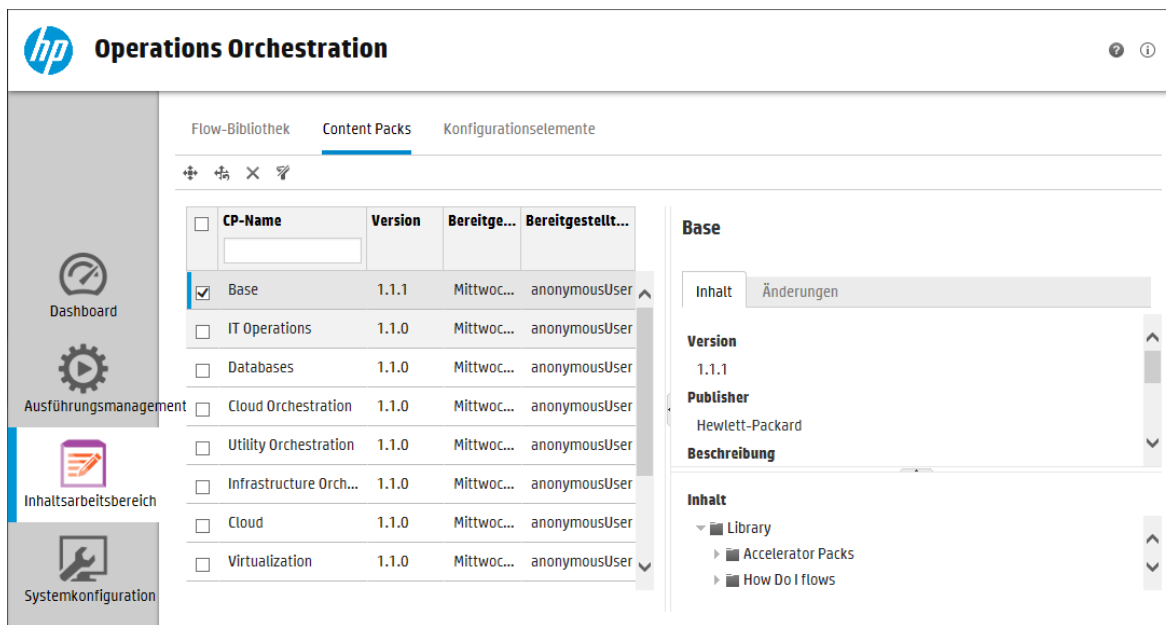 hp Operations Orchestration
Flow-Bibliothek Content Packs Konfigurationselemente
CP-Name Version Bereitge... Bereitgestellt...
Base 1.1.1 Mittwoc... anonymousUser
IT Operations 1.1.0 Mittwoc... anonymousUser
Databases 1.1.0 Mittwoc... anonymousUser
Cloud Orchestration 1.1.0 Mittwoc... anonymousUser
Utility Orchestration 1.1.0 Mittwoc... anonymousUser
Infrastructure Orch... 1.1.0 Mittwoc... anonymousUser
Cloud 1.1.0 Mittwoc... anonymousUser
Virtualization 1.1.0 Mittwoc... anonymousUser
Dashboard
Ausführungsmanagement
Inhaltsarbeitsbereich
Systemkonfiguration
Base
Inhalt Änderungen
Version
1.1.1
Publisher
Hewlett-Packard
Beschreibung
Inhalt
Library
Accelerator Packs
How Do I flows